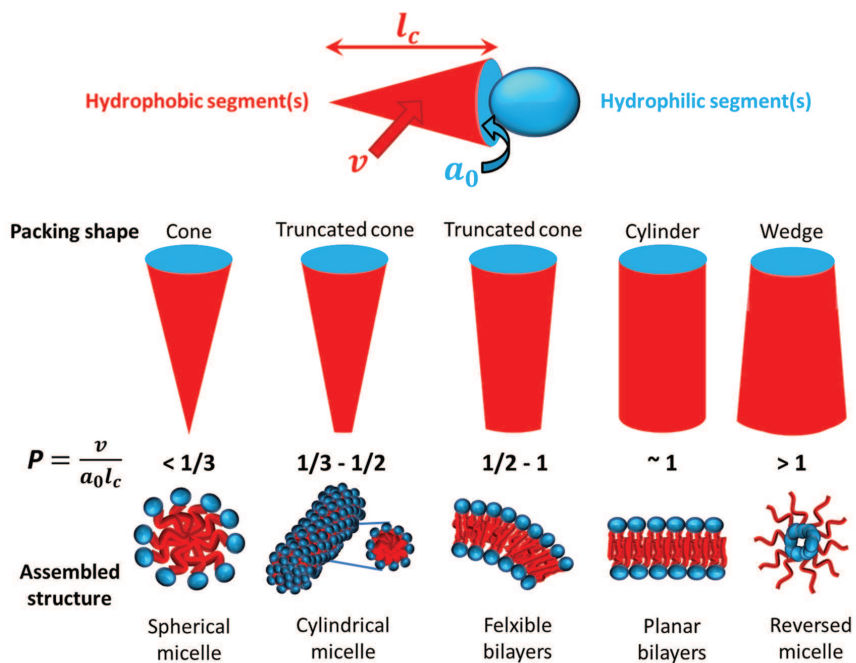 l_c
Hydrophobic segment(s)
Hydrophilic segment(s)
v
a_0
Packing shape
Cone
Truncated cone
Truncated cone
Cylinder
Wedge
P = v / a_0 l_c
< 1/3
1/3 - 1/2
1/2 - 1
~ 1
> 1
Assembled
structure
Spherical
micelle
Cylindrical
micelle
Felxible
bilayers
Planar
bilayers
Reversed
micelle